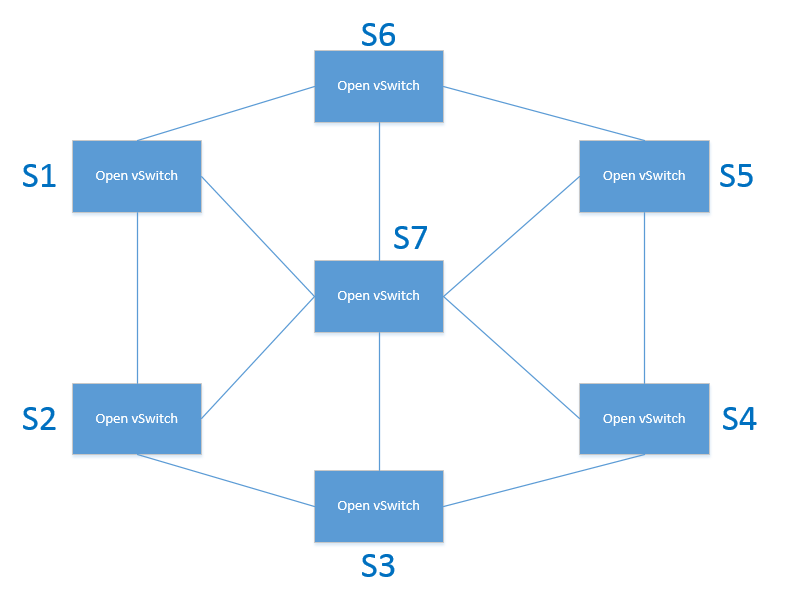 S6
Open vSwitch
S1
Open vSwitch
Open vSwitch
S5
S7
Open vSwitch
S2
Open vSwitch
Open vSwitch
S4
Open vSwitch
S3